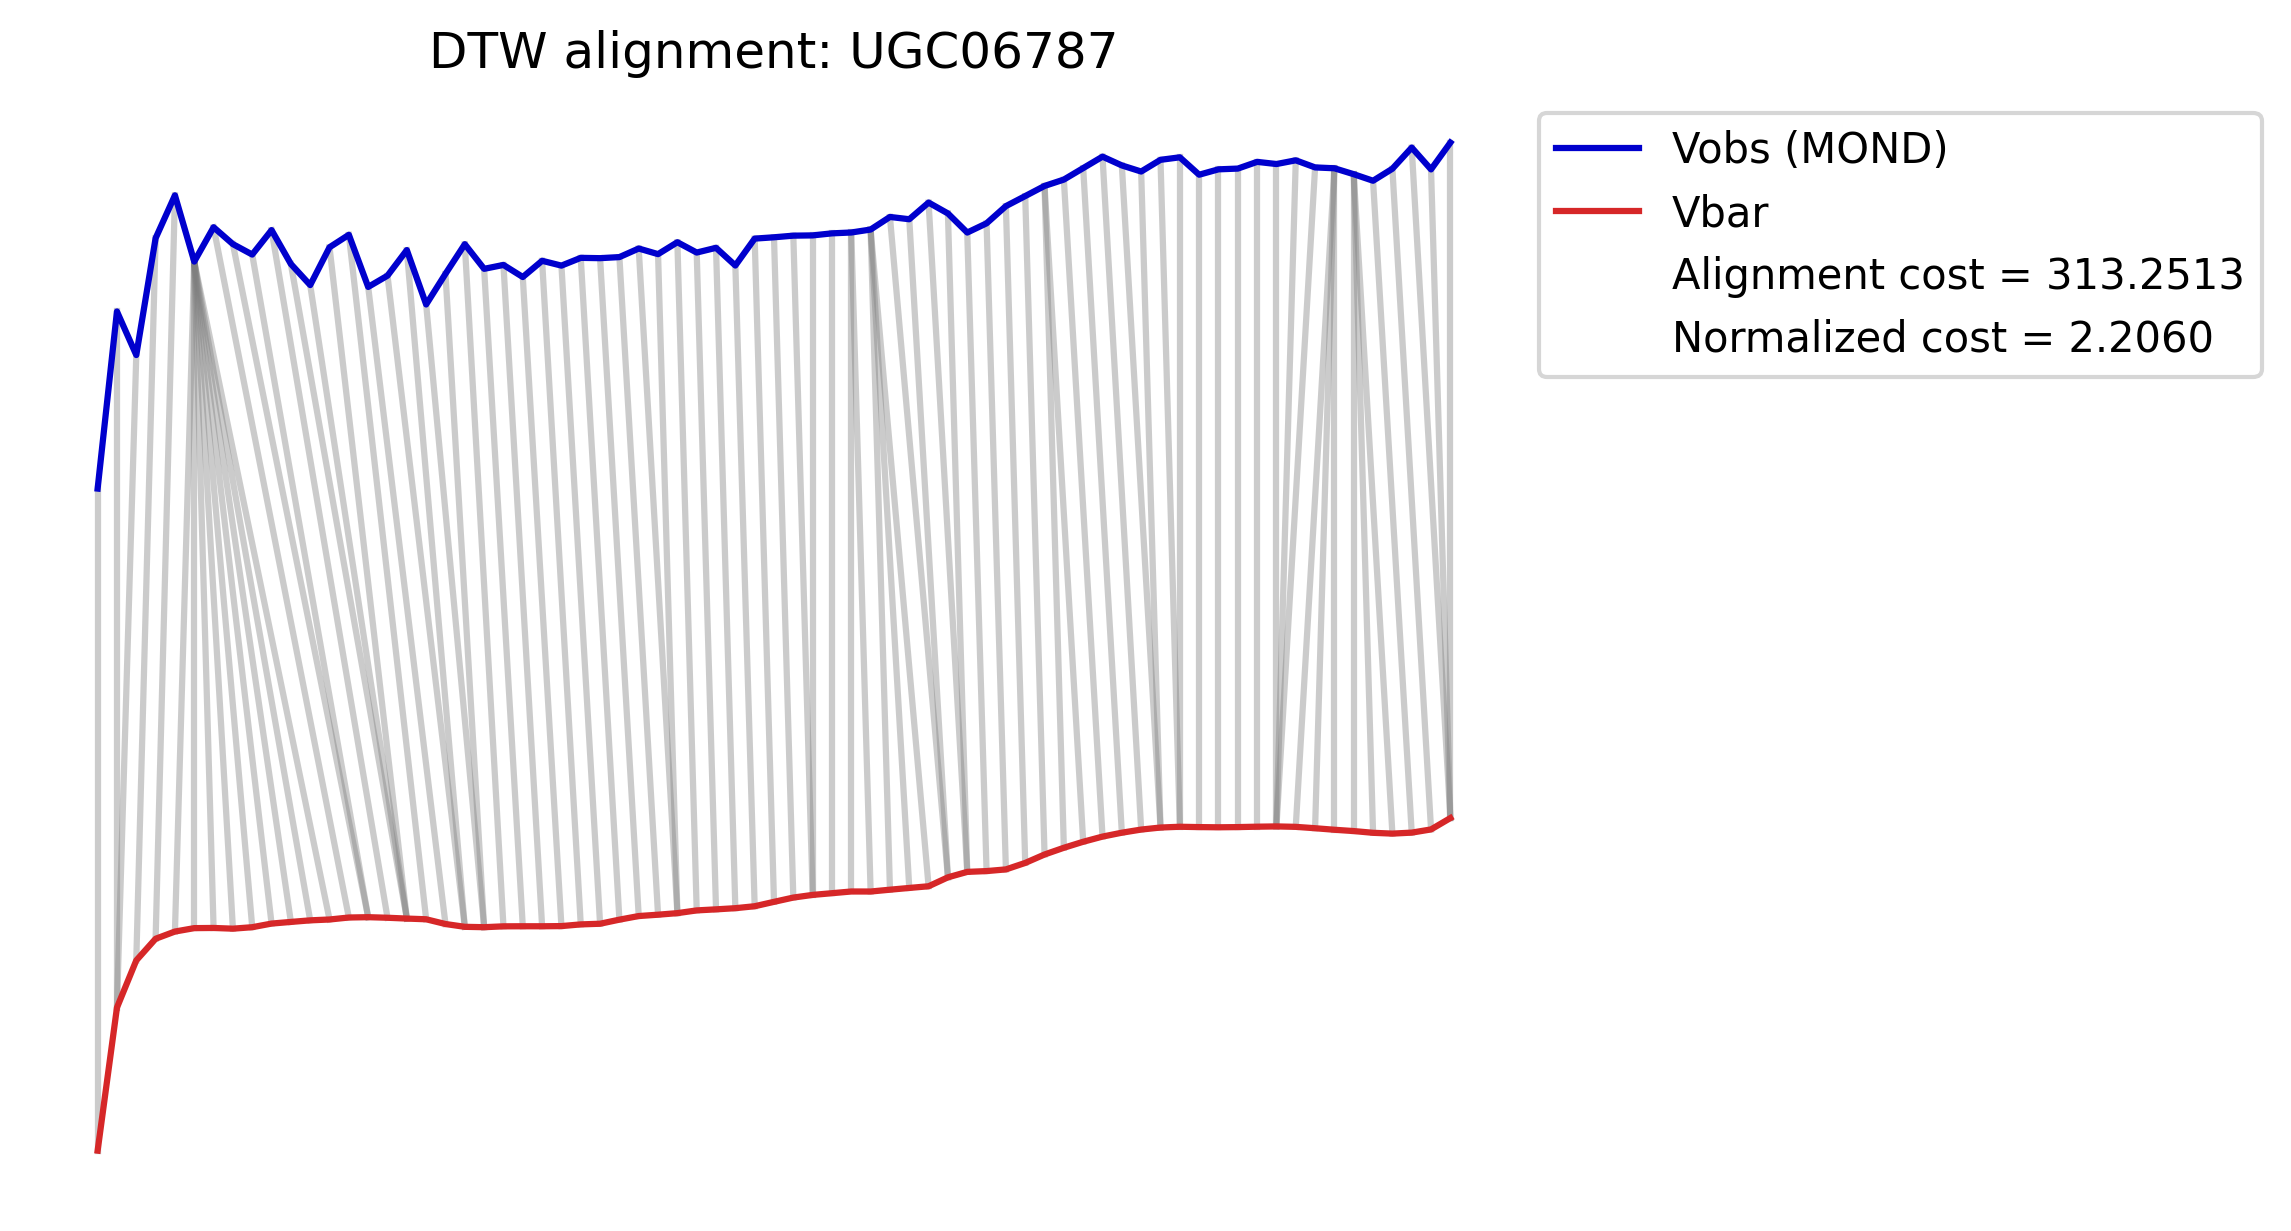 DTW alignment: UGC06787
Vobs (MOND)
Vbar
Alignment cost = 313.2513
Normalized cost = 2.2060